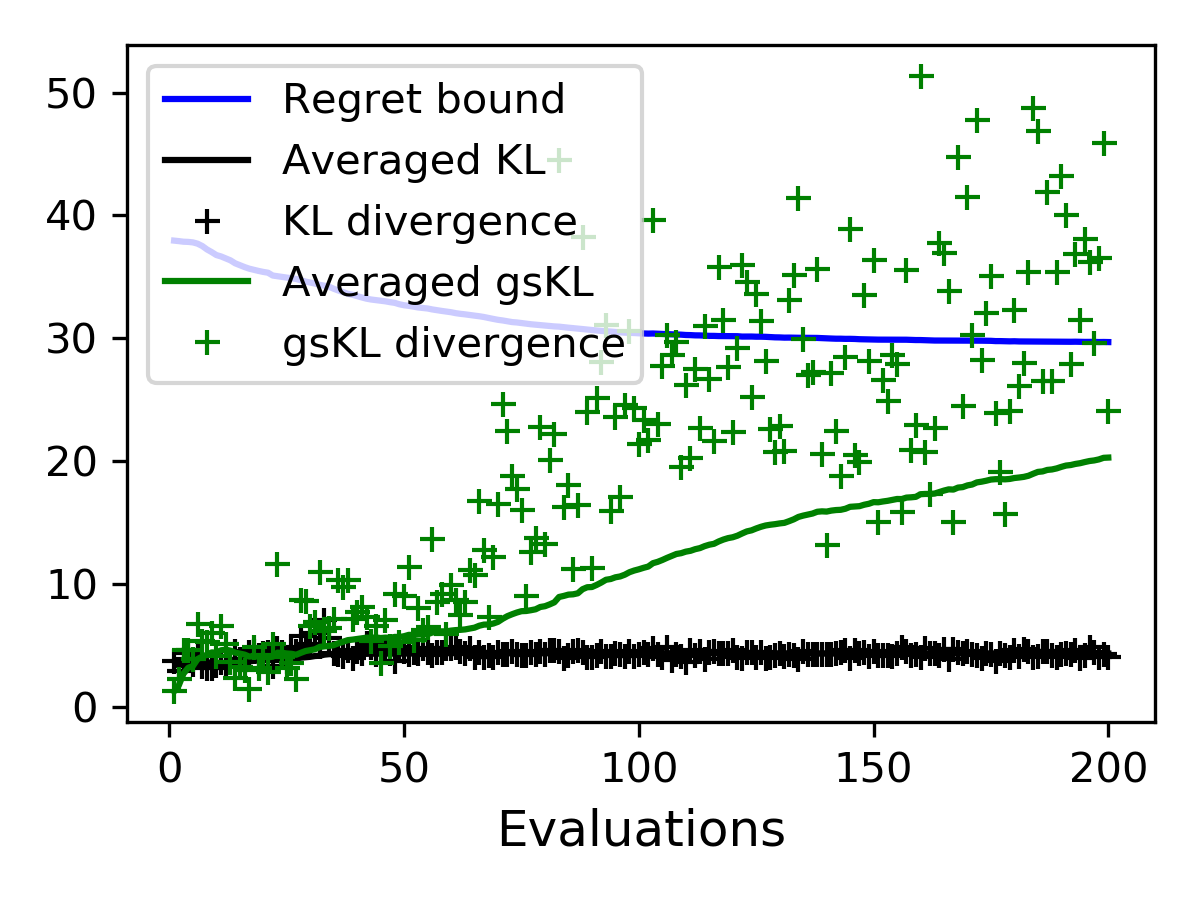 50
40
30
20
10
0
Regret bound
Averaged KL
KL divergence
Averaged gsKL
gsKL divergence
0 50 100 150 200
Evaluations